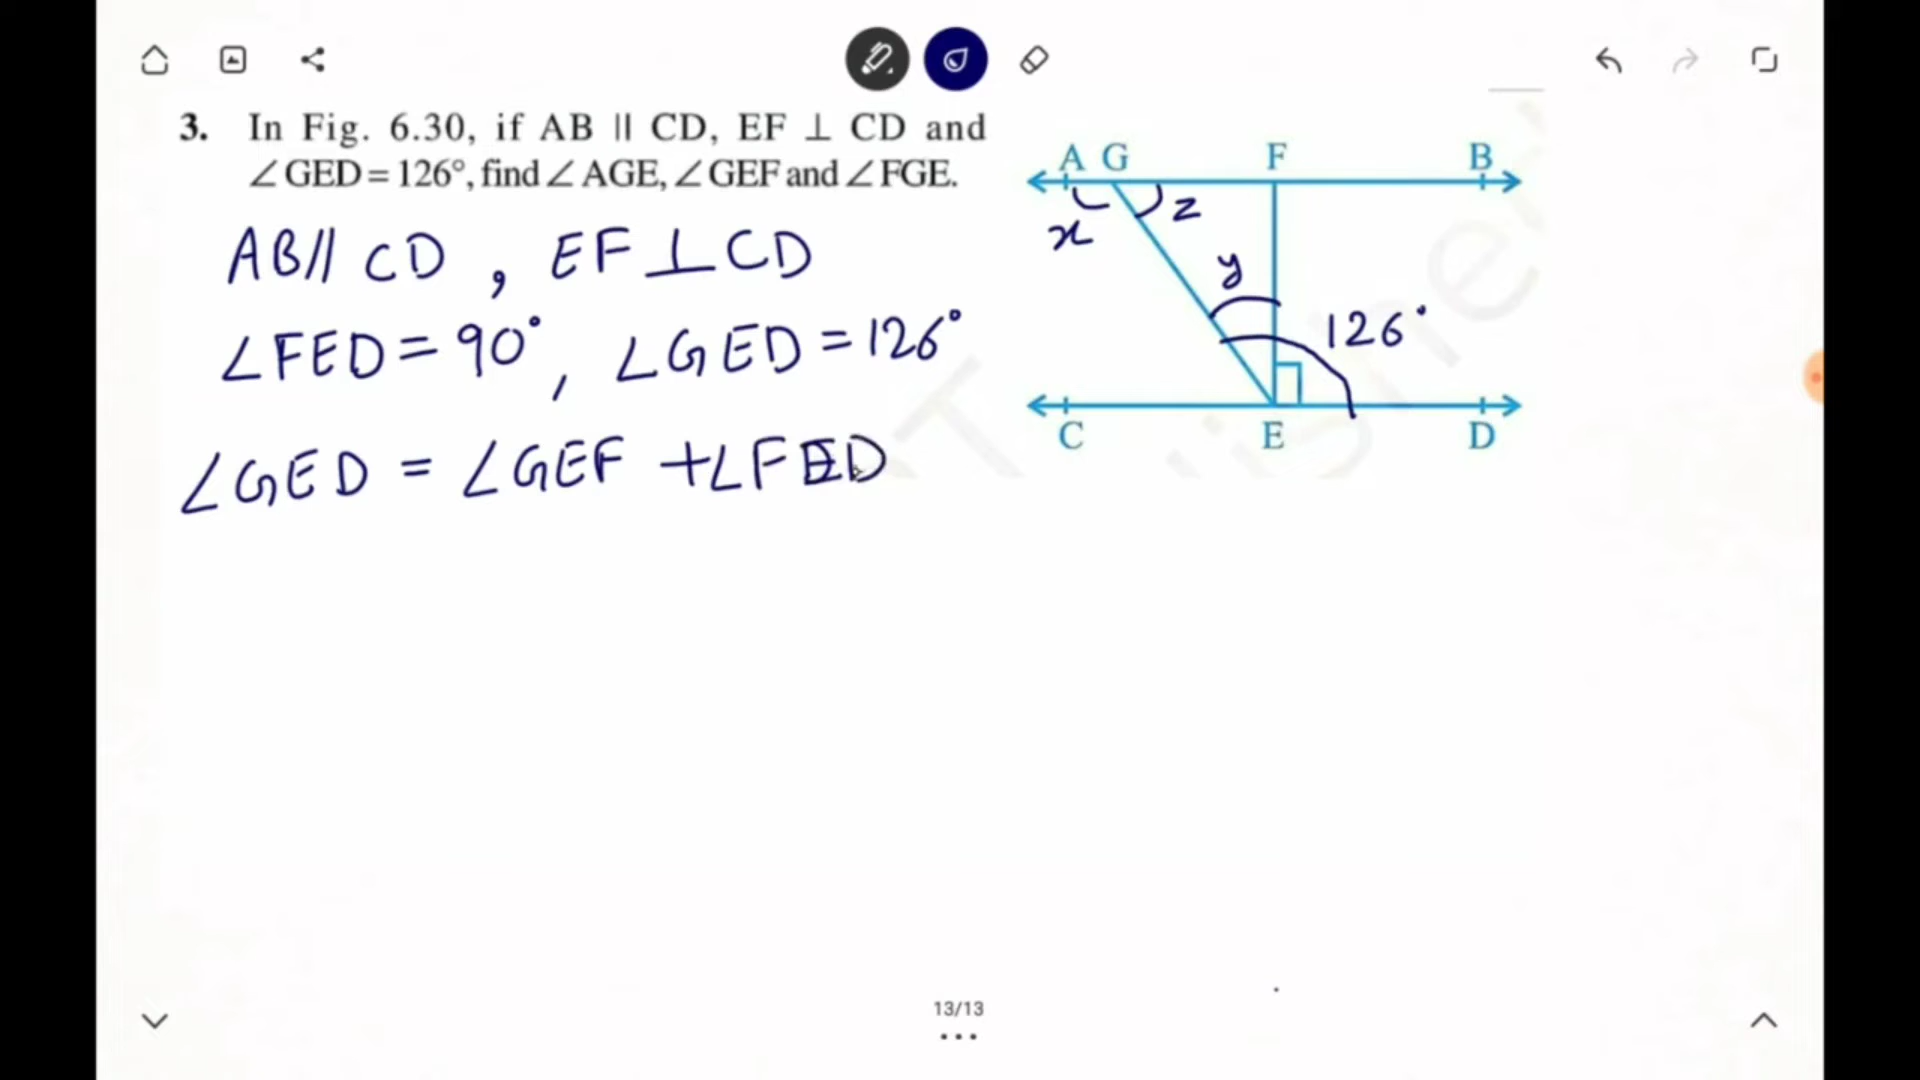 3. In Fig. 6.30, if AB || CD, EF ⊥ CD and
∠GED = 126°, find ∠AGE, ∠GEF and ∠FGE.
AB // CD , EF ⊥ CD
∠FED = 90° , ∠GED = 126°
∠GED = ∠GEF + ∠FED
A G F B
x z
y
126°
C E D
13/13